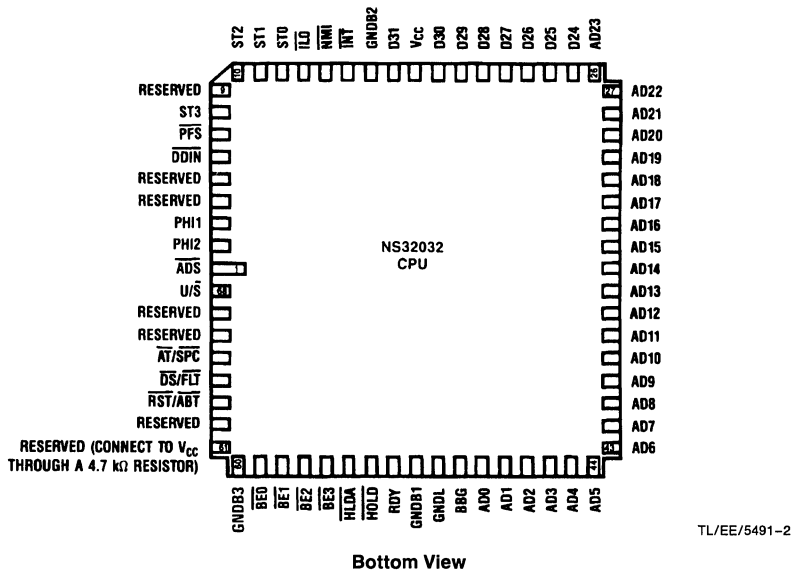 ST2
ST1
ST0
ILO
NMI
INT
GNDB2
D31
VCC
D30
D29
D28
D27
D26
D25
D24
AD23
10
26
RESERVED
9
ST3
PFS
DDIN
RESERVED
RESERVED
PHI1
PHI2
ADS
1
U/S
68
RESERVED
RESERVED
AT/SPC
DS/FLT
RST/ABT
RESERVED
RESERVED (CONNECT TO VCC
THROUGH A 4.7 kΩ RESISTOR)
61
NS32032
CPU
27
AD22
AD21
AD20
AD19
AD18
AD17
AD16
AD15
AD14
AD13
AD12
AD11
AD10
AD9
AD8
AD7
43
AD6
60
44
GNDB3
BE0
BE1
BE2
BE3
HLDA
HOLD
RDY
GNDB1
GNDL
BBG
AD0
AD1
AD2
AD3
AD4
AD5
TL/EE/5491–2
Bottom View